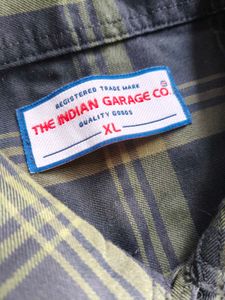 REGISTERED TRADE MARK
THE INDIAN GARAGE CO.
QUALITY GOODS
XL